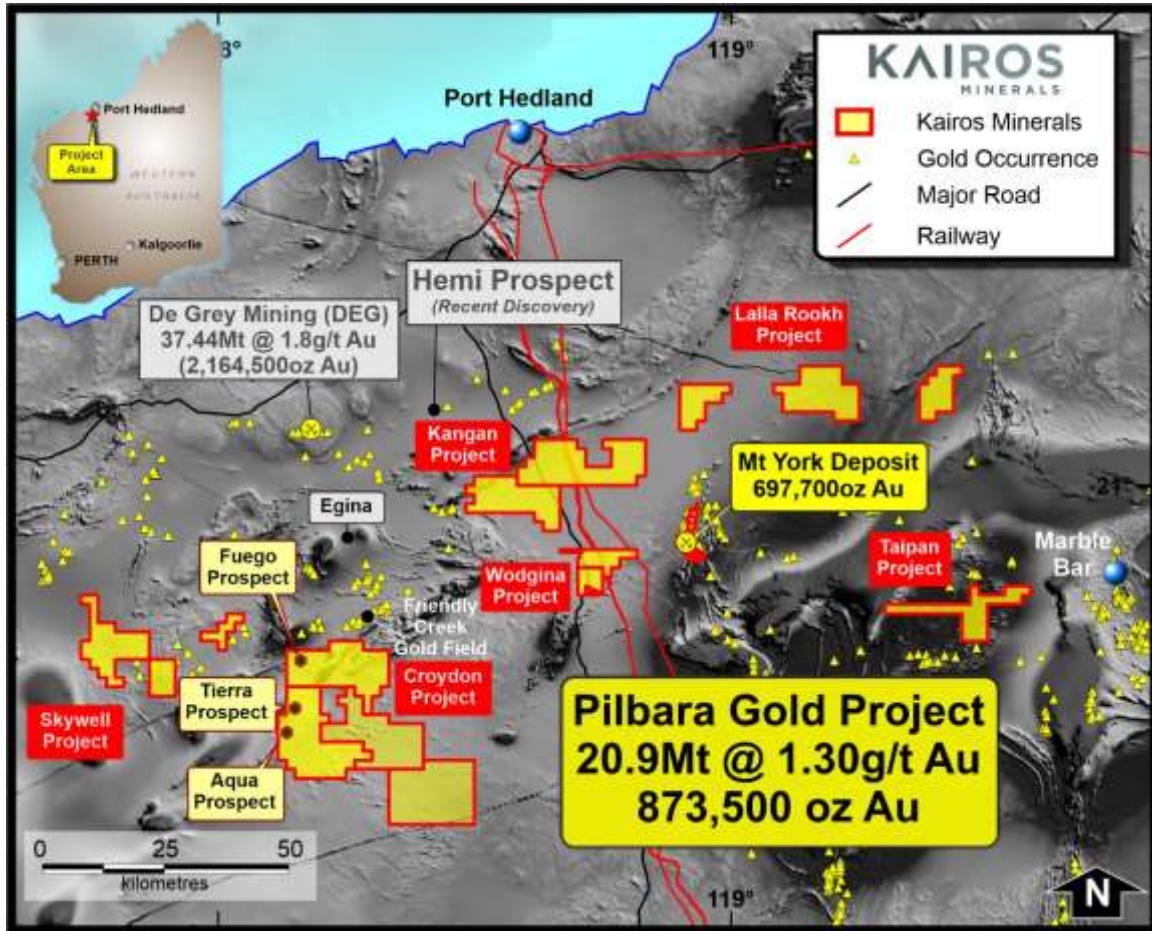 8°
119°
KAIROS
MINERALS
Kairos Minerals
Gold Occurrence
Major Road
Railway
Port Hedland
Project
Area
WESTERN
AUSTRALIA
Kalgoorlie
PERTH
Port Hedland
Hemi Prospect
(Recent Discovery)
De Grey Mining (DEG)
37.44Mt @ 1.8g/t Au
(2,164,500oz Au)
Lalla Rookh
Project
Kangan
Project
Mt York Deposit
697,700oz Au
21°
Egina
Fuego
Prospect
Wodgina
Project
Taipan
Project
Marble
Bar
Friendly
Creek
Gold Field
Croydon
Project
Tierra
Prospect
Skywell
Project
Aqua
Prospect
Pilbara Gold Project
20.9Mt @ 1.30g/t Au
873,500 oz Au
0 25 50
kilometres
119°
N